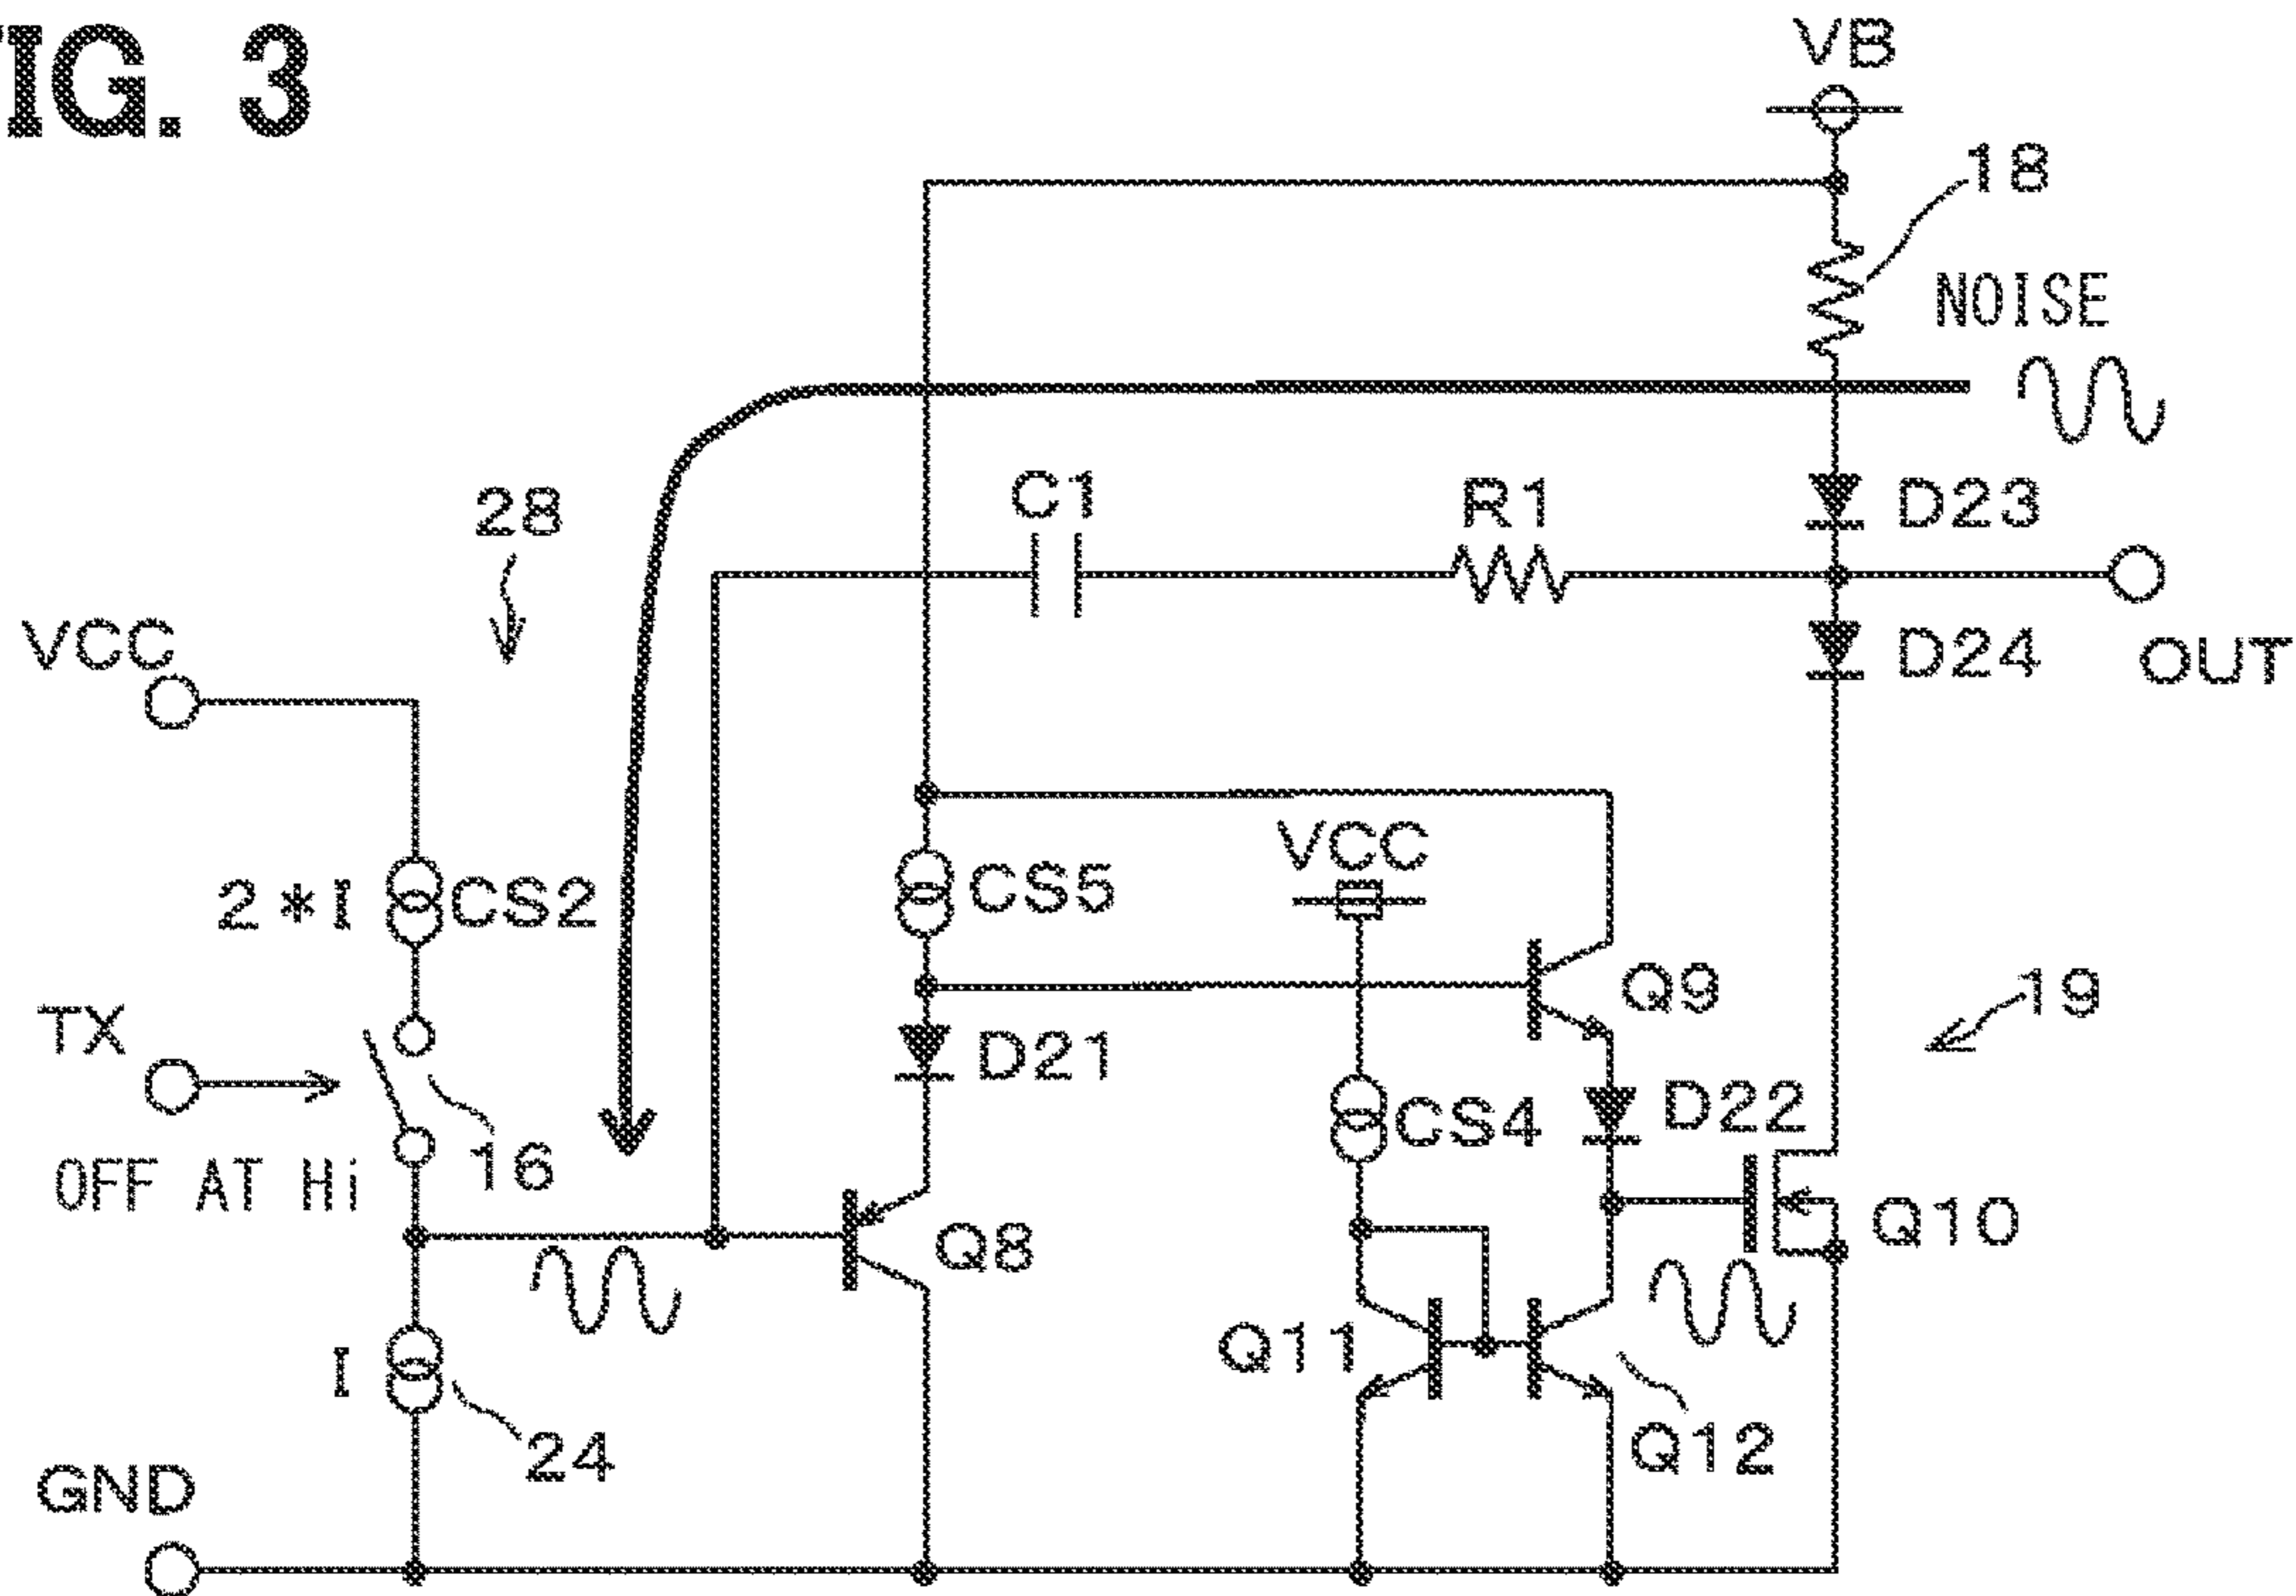 FIG. 3
VB
18
NOISE
28
C1
R1
D23
VCC
D24
OUT
VCC
2*I
CS2
CS5
Q9
19
TX
D21
CS4
D22
OFF AT Hi
16
Q8
Q10
I
Q11
24
Q12
GND